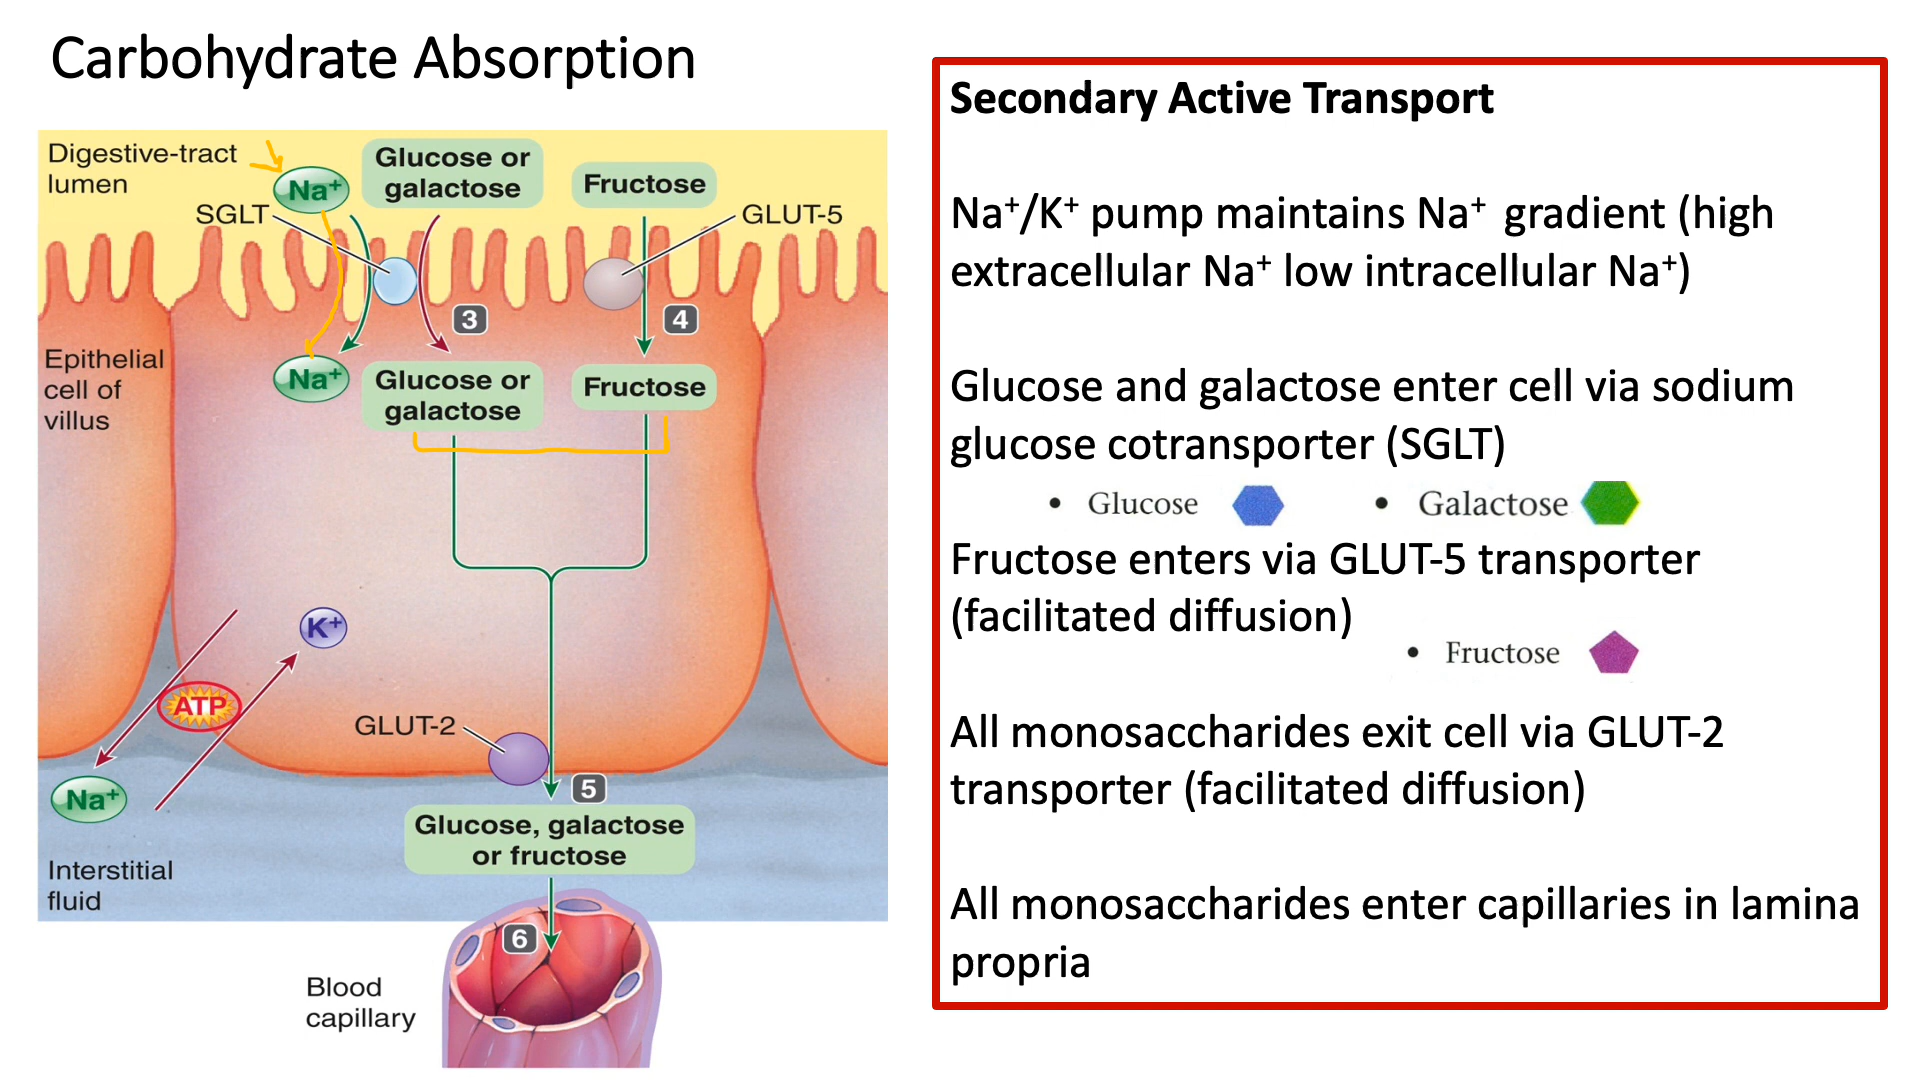 Carbohydrate Absorption
Digestive-tract
lumen
Na⁺
Glucose or
galactose
Fructose
SGLT
GLUT-5
3
4
Epithelial
cell of
villus
Na⁺
Glucose or
galactose
Fructose
K⁺
ATP
GLUT-2
Na⁺
5
Glucose, galactose
or fructose
Interstitial
fluid
6
Blood
capillary
Secondary Active Transport
Na⁺/K⁺ pump maintains Na⁺ gradient (high
extracellular Na⁺ low intracellular Na⁺)
Glucose and galactose enter cell via sodium
glucose cotransporter (SGLT)
• Glucose
• Galactose
Fructose enters via GLUT-5 transporter
(facilitated diffusion)
• Fructose
All monosaccharides exit cell via GLUT-2
transporter (facilitated diffusion)
All monosaccharides enter capillaries in lamina
propria